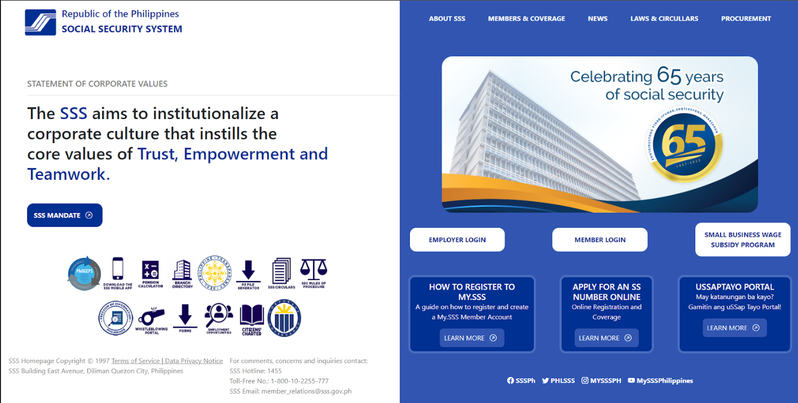 Republic of the Philippines
SOCIAL SECURITY SYSTEM
STATEMENT OF CORPORATE VALUES
The SSS aims to institutionalize a
corporate culture that instills the
core values of Trust, Empowerment and
Teamwork.
SSS MANDATE
PHILGEPS
DOWNLOAD THE
SSS MOBILE APP
PENSION
CALCULATOR
BRANCH
DIRECTORY
R3 FILE
GENERATOR
SSS CIRCULARS
SSC RULES OF
PROCEDURE
WHISTLEBLOWING
PORTAL
FORMS
EMPLOYMENT
OPPORTUNITIES
CITIZENS'
CHARTER
SSS Homepage Copyright © 1997 Terms of Service | Data Privacy Notice
SSS Building East Avenue, Diliman Quezon City, Philippines
For comments, concerns and inquiries contact:
SSS Hotline: 1455
Toll-Free No.: 1-800-10-2255-777
SSS Email: member_relations@sss.gov.ph
ABOUT SSS
MEMBERS & COVERAGE
NEWS
LAWS & CIRCULLARS
PROCUREMENT
Celebrating 65 years
of social security
65
EMPLOYER LOGIN
MEMBER LOGIN
SMALL BUSINESS WAGE
SUBSIDY PROGRAM
HOW TO REGISTER TO
MY.SSS
A guide on how to register and create
a My.SSS Member Account
LEARN MORE
APPLY FOR AN SS
NUMBER ONLINE
Online Registration and
Coverage
LEARN MORE
USSAPTAYO PORTAL
May katanungan ba kayo?
Gamitin ang uSSap Tayo Portal!
LEARN MORE
SSSPh
PHLSSS
MYSSSPH
MySSSPhilippines